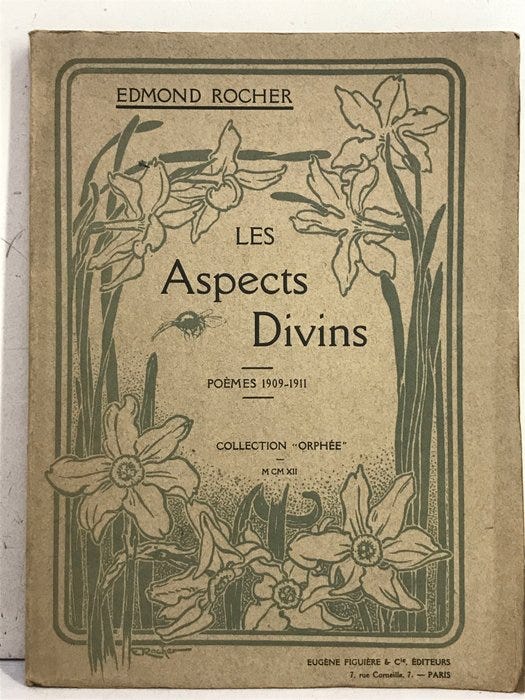 EDMOND ROCHER
LES
Aspects
Divins
POÈMES 1909-1911
COLLECTION "ORPHÉE"
MCMXII
E. Rocher
EUGÈNE FIGUIÈRE & Cie, ÉDITEURS
7, rue Corneille, 7. — PARIS